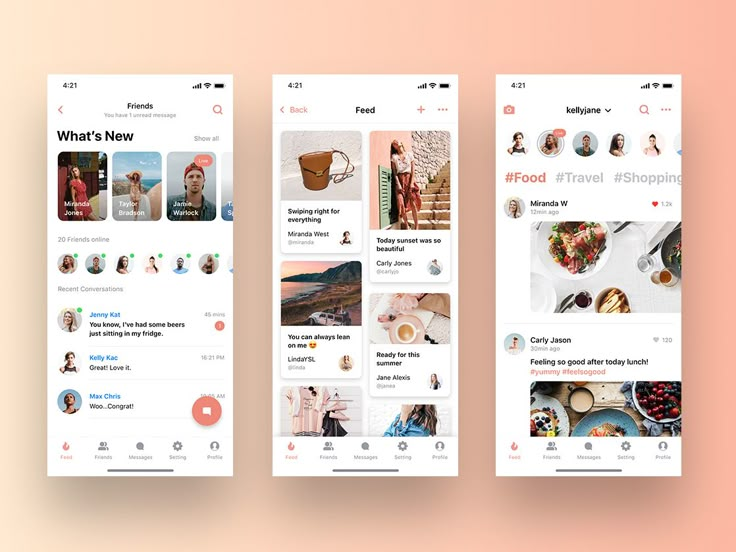 4:21
Friends
You have 1 unread message
What's New
Show all
Live
Miranda
Jones
Taylor
Bradson
Jamie
Warlock
20 Friends online
Recent Conversations
Jenny Kat
45 mins
You know, I've had some beers
just sitting in my fridge.
1
Kelly Kac
16:21 PM
Great! Love it.
Max Chris
Woo...Congrat!
Feed
Friends
Messages
Setting
Profile
4:21
Back
Feed
Swiping right for
everything
Miranda West
@miranda
Today sunset was so
beautiful
Carly Jones
@carlyjs
You can always lean
on me 😍
LindaYSL
@linda
Ready for this
summer
Jane Alexis
@janea
Feed
Friends
Messages
Setting
Profile
4:21
kellyjane
Live
#Food #Travel #Shopping
Miranda W
12min ago
1.2k
Carly Jason
30min ago
120
Feeling so good after today lunch!
#yummy #feelsogood
Feed
Friends
Messages
Setting
Profile